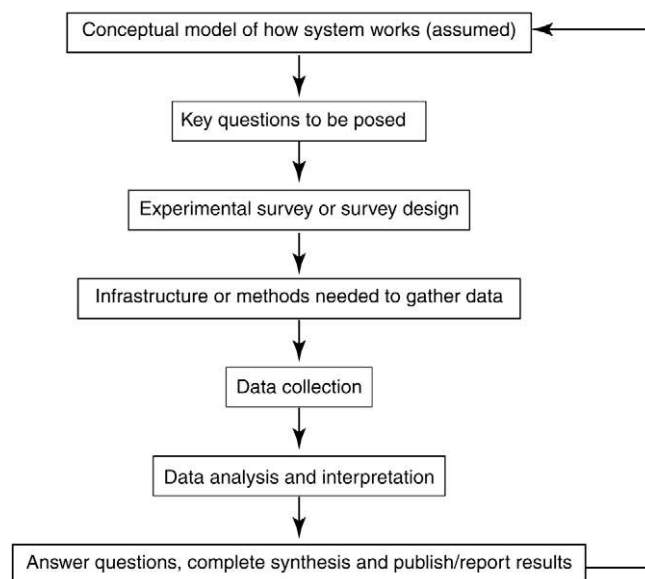 Conceptual model of how system works (assumed)
Key questions to be posed
Experimental survey or survey design
Infrastructure or methods needed to gather data
Data collection
Data analysis and interpretation
Answer questions, complete synthesis and publish/report results